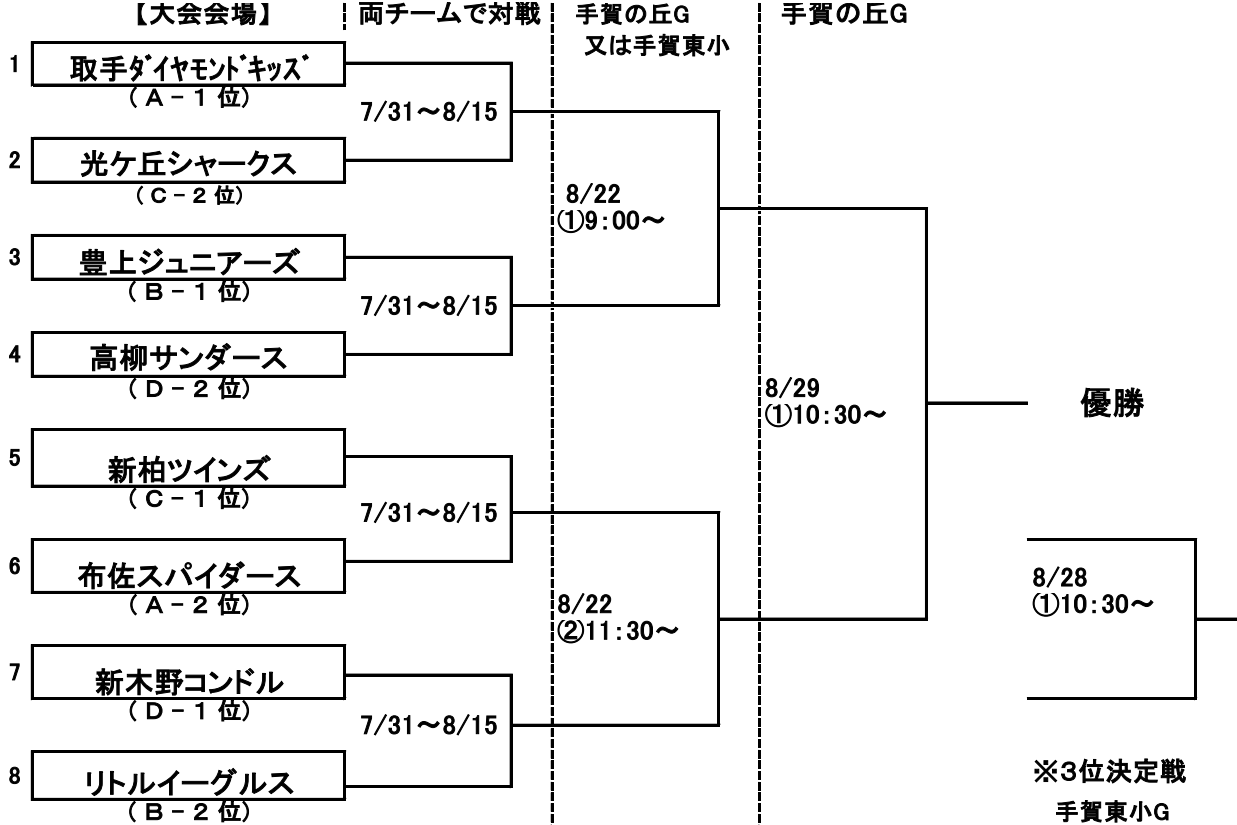 【大会会場】 両チームで対戦 手賀の丘G 手賀の丘G
又は手賀東小
1 取手ﾀﾞｲﾔﾓﾝﾄﾞｷｯｽﾞ
(A-1位)
7/31～8/15
2 光ケ丘シャークス
(C-2位)
8/22
①9:00～
3 豊上ジュニアーズ
(B-1位)
7/31～8/15
4 高柳サンダース
(D-2位)
8/29
①10:30～
優勝
5 新柏ツインズ
(C-1位)
7/31～8/15
6 布佐スパイダース
(A-2位)
8/22
②11:30～
8/28
①10:30～
7 新木野コンドル
(D-1位)
7/31～8/15
8 リトルイーグルス
(B-2位)
※3位決定戦
手賀東小G